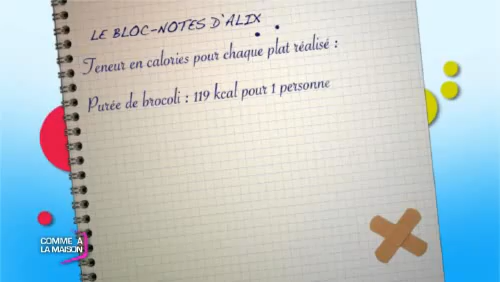 LE BLOC-NOTES D'ALIX
Teneur en calories pour chaque plat réalisé :
Purée de brocoli : 119 kcal pour 1 personne
COMME À
LA MAISON